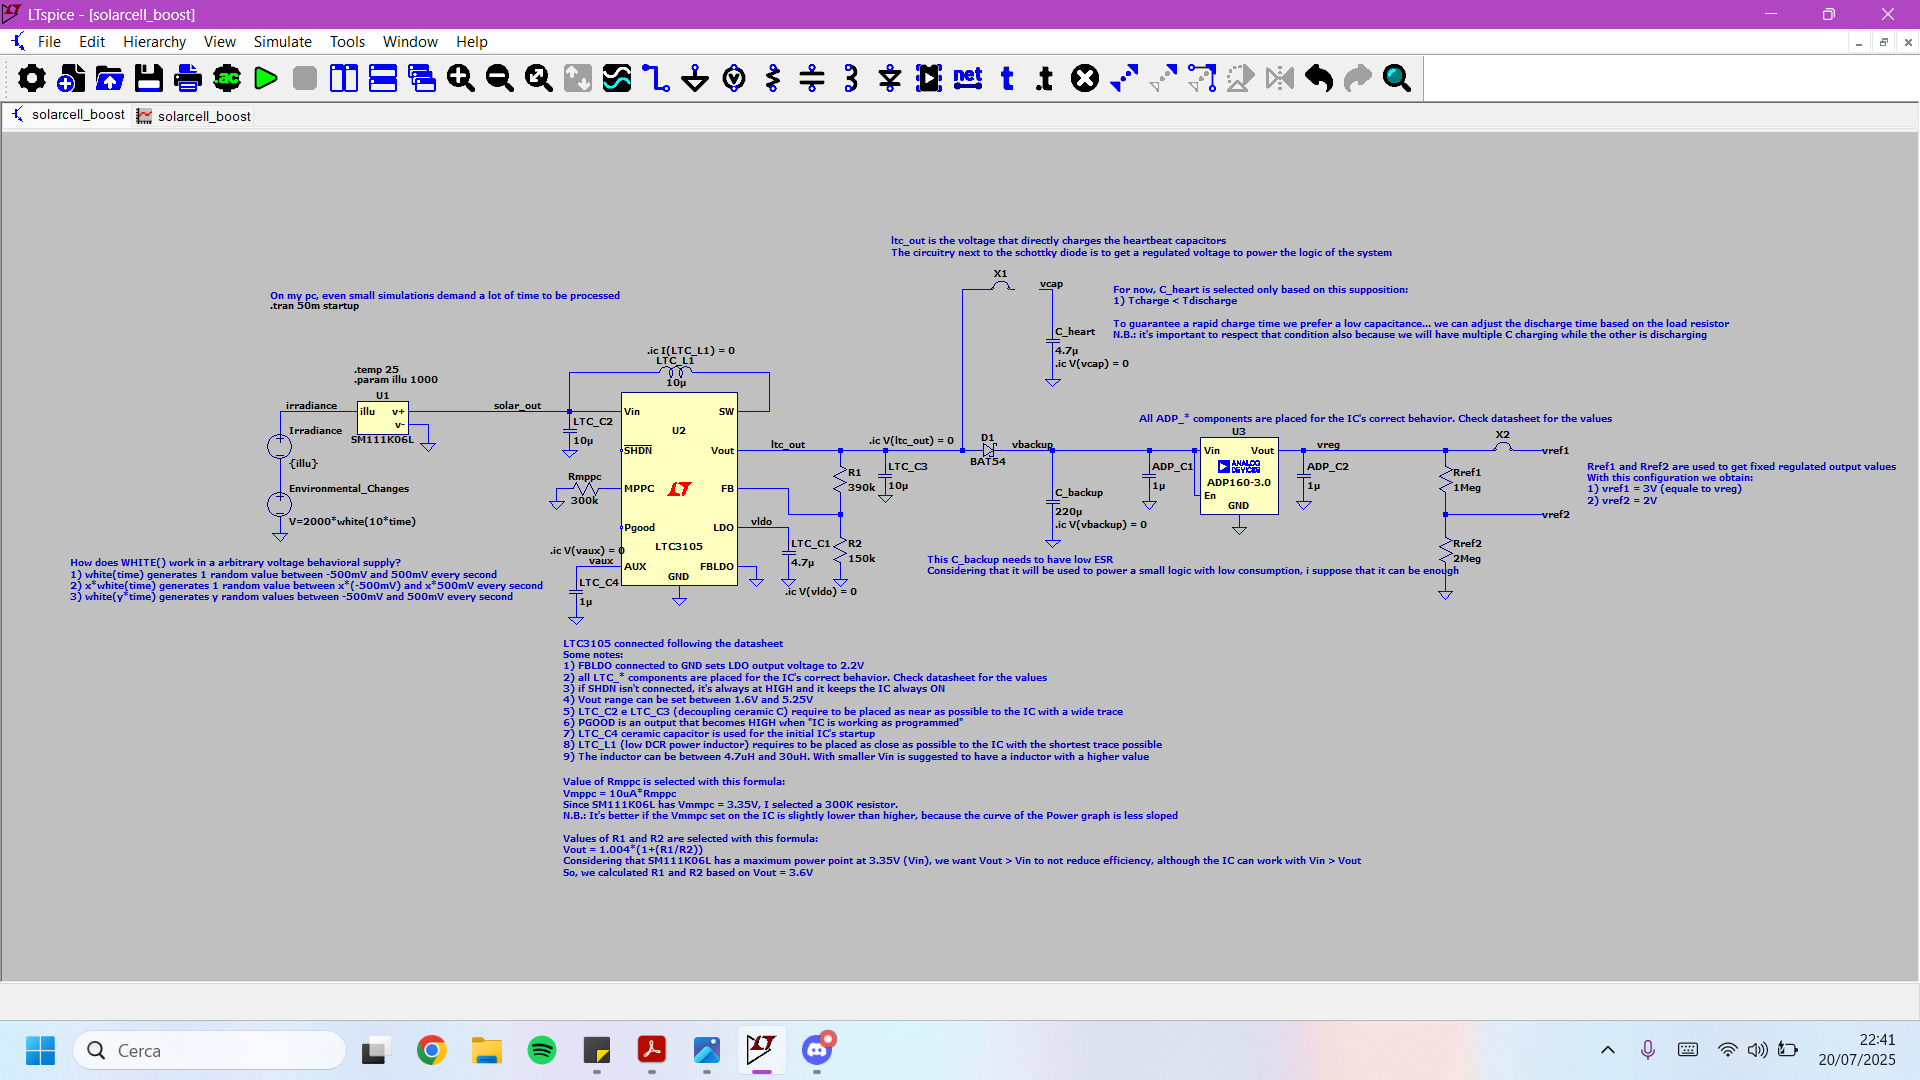 LTspice - [solarcell_boost]
File Edit Hierarchy View Simulate Tools Window Help
.ac
net
t
.t
solarcell_boost
solarcell_boost
ltc_out is the voltage that directly charges the heartbeat capacitors
The circuitry next to the schottky diode is to get a regulated voltage to power the logic of the system
On my pc, even small simulations demand a lot of time to be processed
.tran 50m startup
X1
vcap
C_heart
4.7µ
.ic V(vcap) = 0
For now, C_heart is selected only based on this supposition:
1) Tcharge < Tdischarge
To guarantee a rapid charge time we prefer a low capacitance... we can adjust the discharge time based on the load resistor
N.B.: it's important to respect that condition also because we will have multiple C charging while the other is discharging
.ic I(LTC_L1) = 0
LTC_L1
10µ
.temp 25
.param illu 1000
U1
irradiance
illu
v+
v-
SM111K06L
solar_out
Irradiance
{illu}
Environmental_Changes
V=2000*white(10*time)
LTC_C2
10µ
Rmppc
300k
.ic V(vaux) = 0
vaux
LTC_C4
1µ
Vin
SW
U2
SHDN
Vout
MPPC
FB
Pgood
LDO
LTC3105
AUX
FBLDO
GND
ltc_out
vldo
LTC_C1
4.7µ
.ic V(vldo) = 0
R1
390k
R2
150k
.ic V(ltc_out) = 0
LTC_C3
10µ
D1
BAT54
vbackup
C_backup
220µ
.ic V(vbackup) = 0
All ADP_* components are placed for the IC's correct behavior. Check datasheet for the values
ADP_C1
1µ
U3
Vin
Vout
ANALOG
DEVICES
ADP160-3.0
En
GND
vreg
ADP_C2
1µ
X2
vref1
Rref1
1Meg
vref2
Rref2
2Meg
Rref1 and Rref2 are used to get fixed regulated output values
With this configuration we obtain:
1) vref1 = 3V (equale to vreg)
2) vref2 = 2V
This C_backup needs to have low ESR
Considering that it will be used to power a small logic with low consumption, i suppose that it can be enough
How does WHITE() work in a arbitrary voltage behavioral supply?
1) white(time) generates 1 random value between -500mV and 500mV every second
2) x*white(time) generates 1 random value between x*(-500mV) and x*500mV every second
3) white(y*time) generates y random values between -500mV and 500mV every second
LTC3105 connected following the datasheet
Some notes:
1) FBLDO connected to GND sets LDO output voltage to 2.2V
2) all LTC_* components are placed for the IC's correct behavior. Check datasheet for the values
3) if SHDN isn't connected, it's always at HIGH and it keeps the IC always ON
4) Vout range can be set between 1.6V and 5.25V
5) LTC_C2 e LTC_C3 (decoupling ceramic C) require to be placed as near as possible to the IC with a wide trace
6) PGOOD is an output that becomes HIGH when "IC is working as programmed"
7) LTC_C4 ceramic capacitor is used for the initial IC's startup
8) LTC_L1 (low DCR power inductor) requires to be placed as close as possible to the IC with the shortest trace possible
9) The inductor can be between 4.7uH and 30uH. With smaller Vin is suggested to have a inductor with a higher value
Value of Rmppc is selected with this formula:
Vmppc = 10uA*Rmppc
Since SM111K06L has Vmmpc = 3.35V, I selected a 300K resistor.
N.B.: It's better if the Vmmpc set on the IC is slightly lower than higher, because the curve of the Power graph is less sloped
Values of R1 and R2 are selected with this formula:
Vout = 1.004*(1+(R1/R2))
Considering that SM111K06L has a maximum power point at 3.35V (Vin), we want Vout > Vin to not reduce efficiency, although the IC can work with Vin > Vout
So, we calculated R1 and R2 based on Vout = 3.6V
Cerca
22:41
20/07/2025